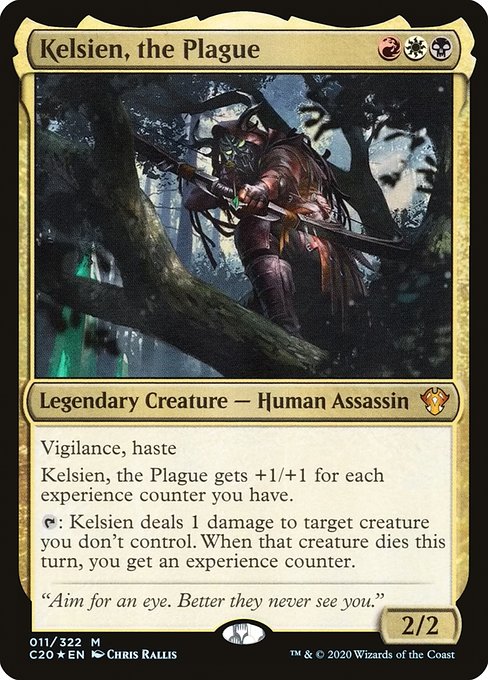 Kelsien, the Plague
Legendary Creature — Human Assassin
Vigilance, haste
Kelsien, the Plague gets +1/+1 for each
experience counter you have.
: Kelsien deals 1 damage to target creature
you don't control. When that creature dies this
turn, you get an experience counter.
“Aim for an eye. Better they never see you.”
2/2
011/322 M
C20 ★ EN Chris Rallis
™ & © 2020 Wizards of the Coast